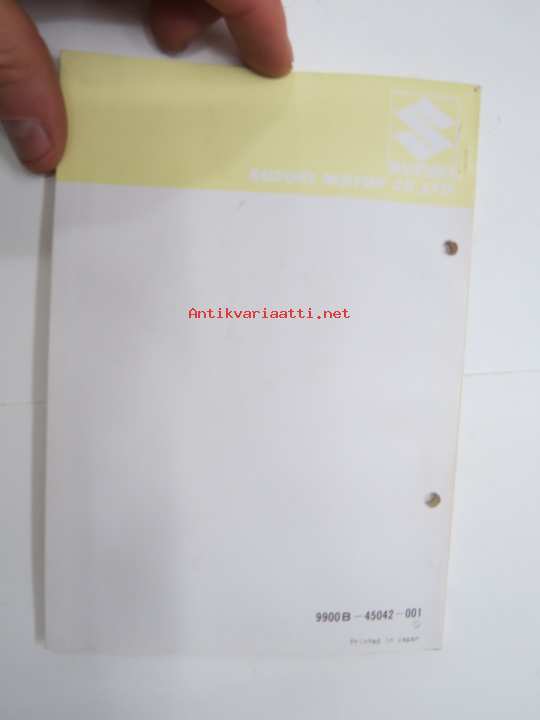 SUZUKI
SUZUKI MOTOR CO.,LTD.
Antikvariaatti.net
9900B-45042-001
Printed in Japan